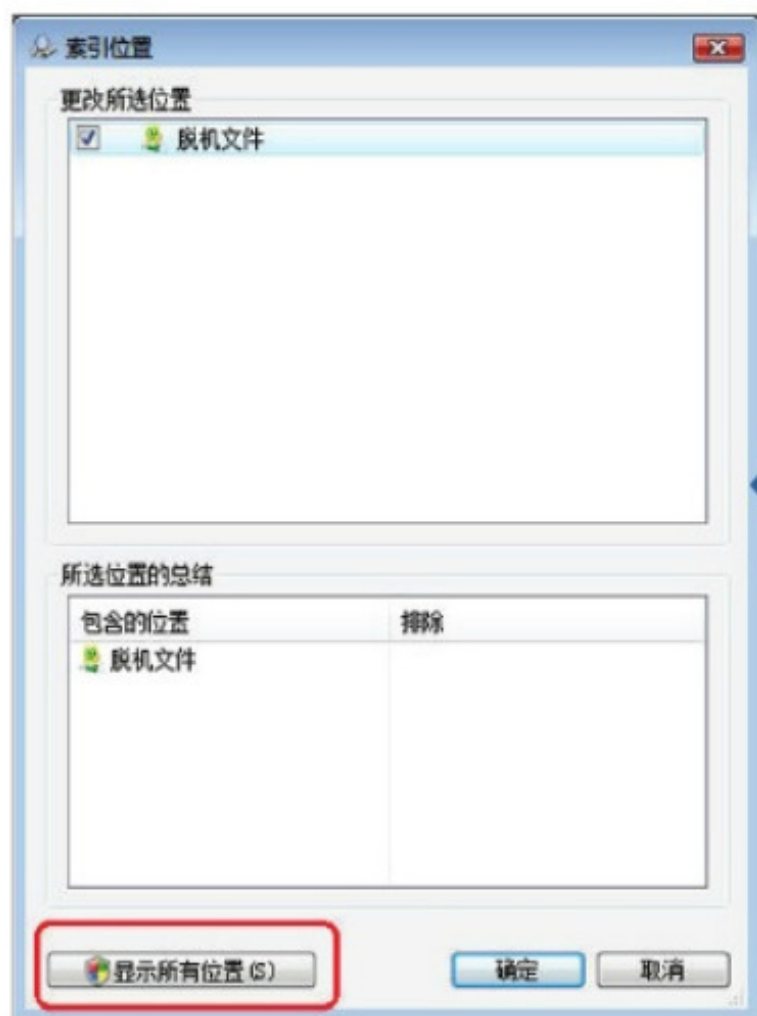 索引位置
更改所选位置
脱机文件
所选位置的总结
包含的位置 排除
脱机文件
显示所有位置(S) 确定 取消